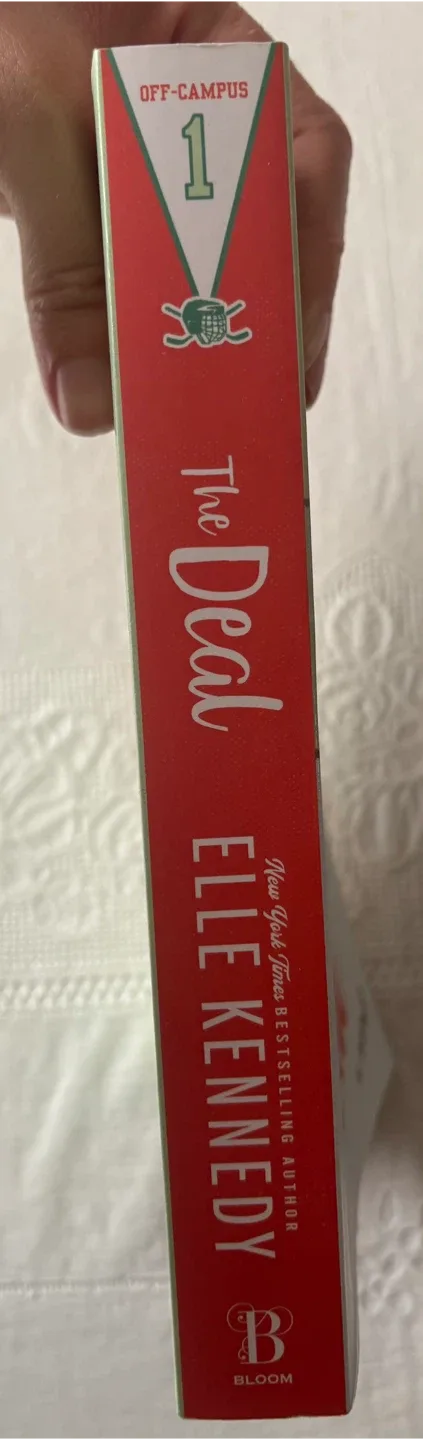 OFF-CAMPUS
1
The Deal
New York Times BESTSELLING AUTHOR
ELLE KENNEDY
B
BLOOM